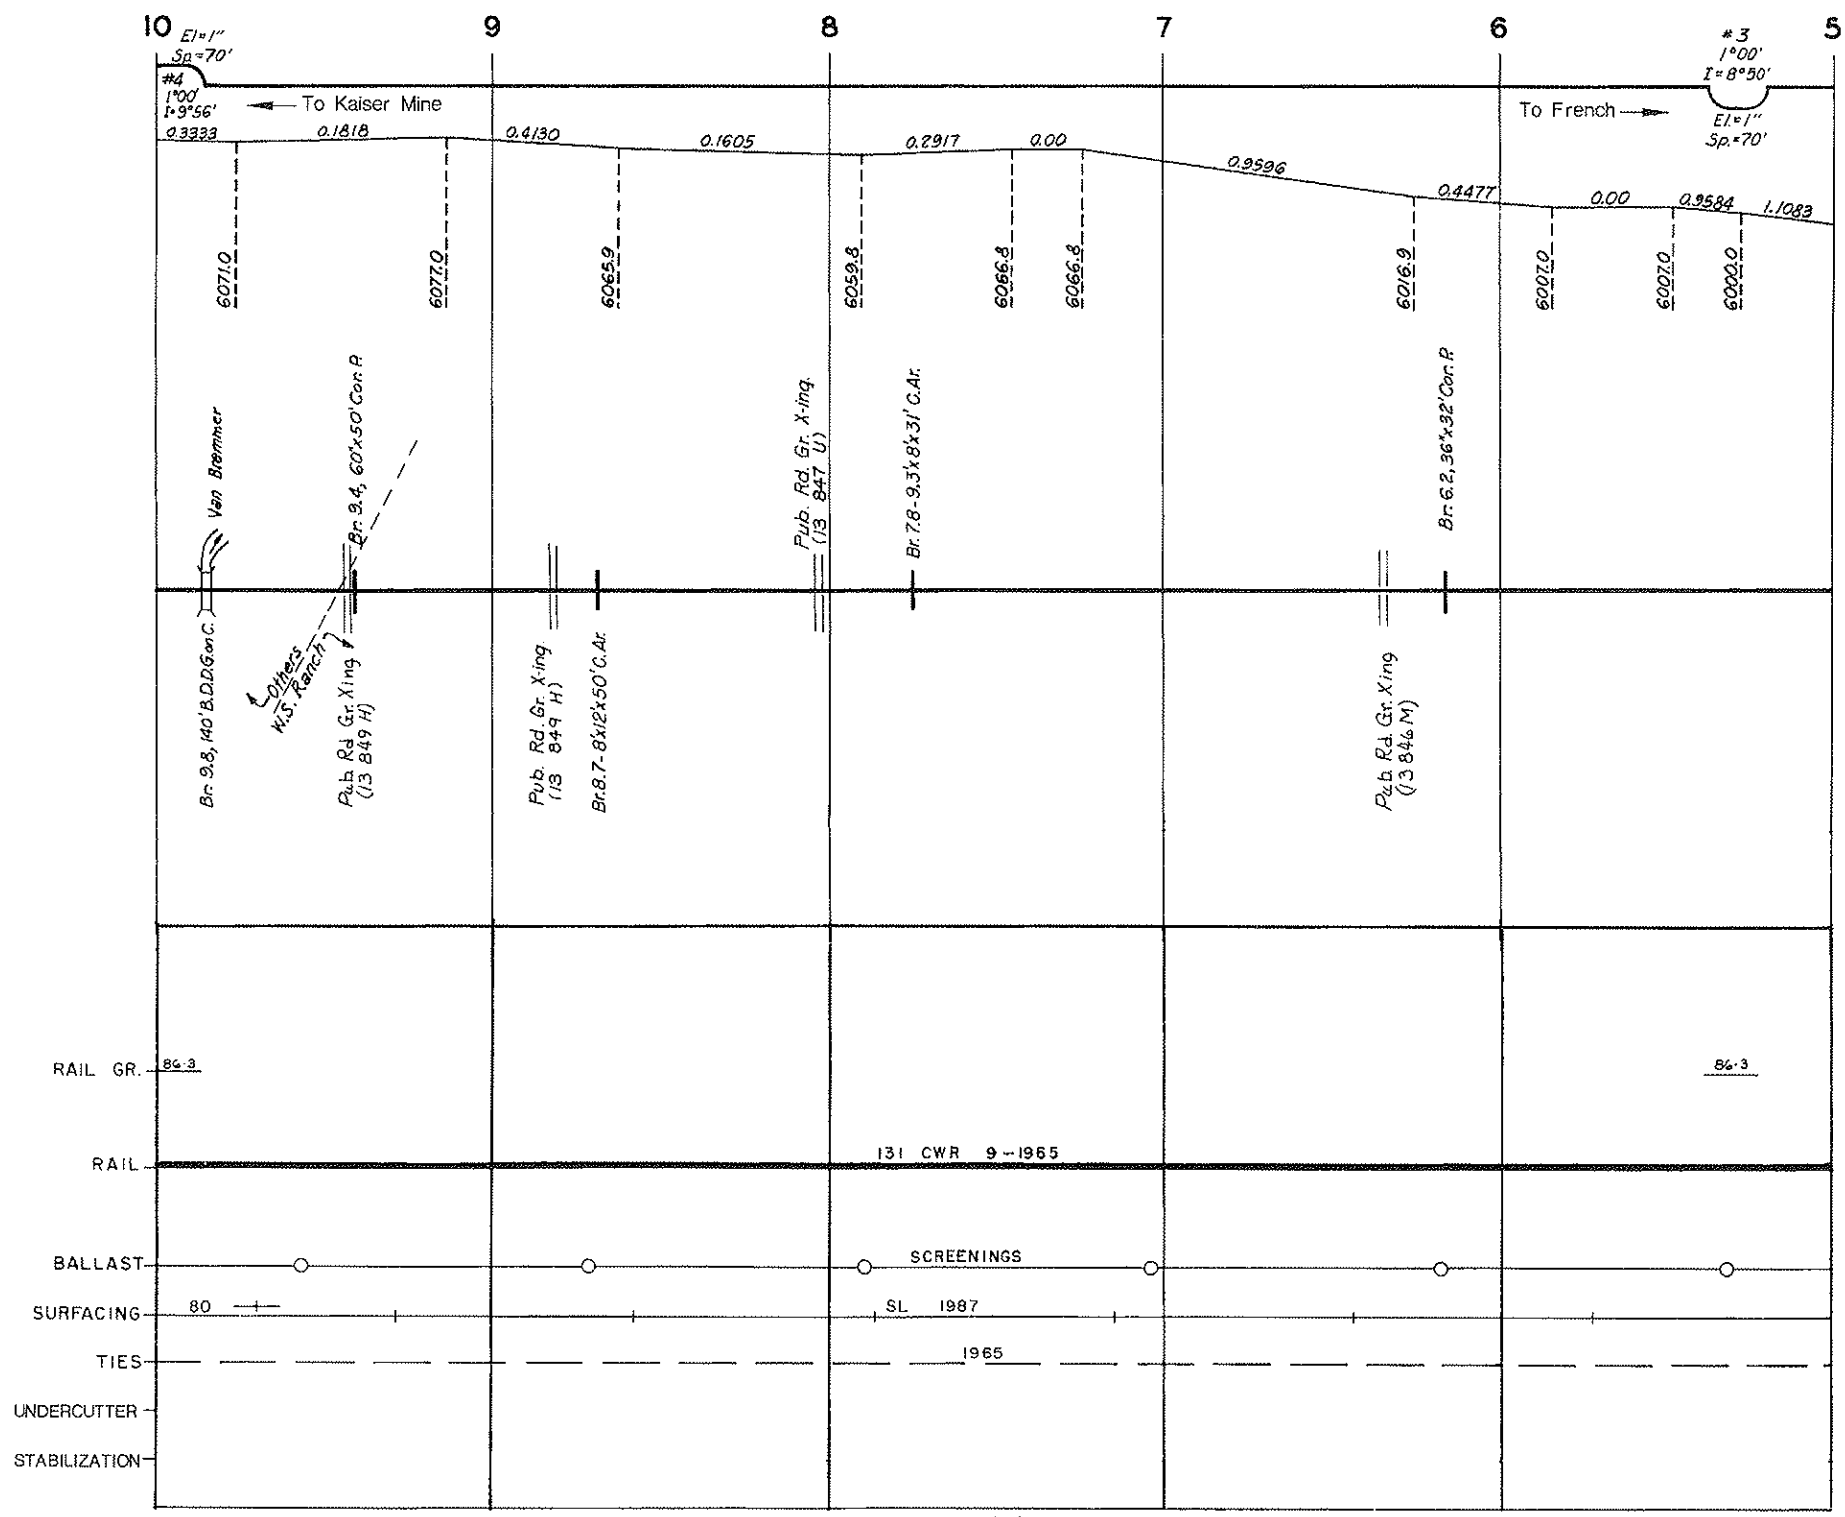 10 9 8 7 6 5
El=1"
Sp=70'
#4
1°00'
I=9°56'
To Kaiser Mine
#3
1°00'
I=8°50'
To French
El.=1"
Sp.=70'
0.3333 0.1818 0.4130 0.1605 0.2917 0.00 0.9596 0.4477 0.00 0.9584 1.1083
6071.0 6077.0 6065.9 6059.8 6066.8 6066.8 6016.9 6007.0 6007.0 6000.0
Van Bremmer
Br. 9.4, 60"x50' Cor. P.
Pub. Rd. Gr. X-ing.
(13 847 U)
Br. 7.8-9.3'x8'x31' C.Ar.
Br. 6.2, 36"x32' Cor. P.
Br. 9.8, 140' B.D.D.G. on C.
Others
W.S. Ranch
Pub. Rd. Gr. Xing
(13 849 H)
Pub. Rd. Gr. X-ing.
(13 849 H)
Br. 8.7-8'x12'x50' C.Ar.
Pub. Rd. Gr. Xing
(13 846 M)
RAIL GR. 86-3 86-3
RAIL 131 CWR 9-1965
BALLAST SCREENINGS
SURFACING 80 SL 1987
TIES 1965
UNDERCUTTER
STABILIZATION